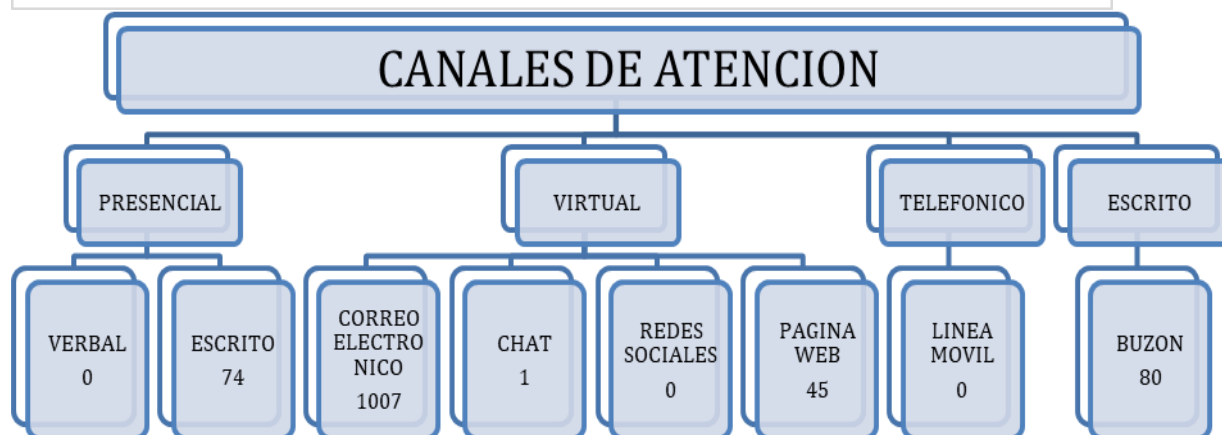 CANALES DE ATENCION
PRESENCIAL
VIRTUAL
TELEFONICO
ESCRITO
VERBAL
0
ESCRITO
74
CORREO
ELECTRO
NICO
1007
CHAT
1
REDES
SOCIALES
0
PAGINA
WEB
45
LINEA
MOVIL
0
BUZON
80